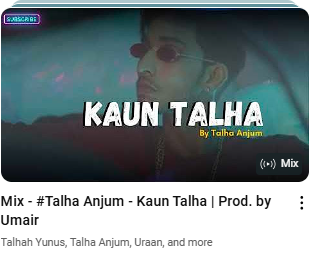 SUBSCRIBE
KAUN TALHA
By Talha Anjum
Mix
Mix - #Talha Anjum - Kaun Talha | Prod. by
Umair
Talhah Yunus, Talha Anjum, Uraan, and more